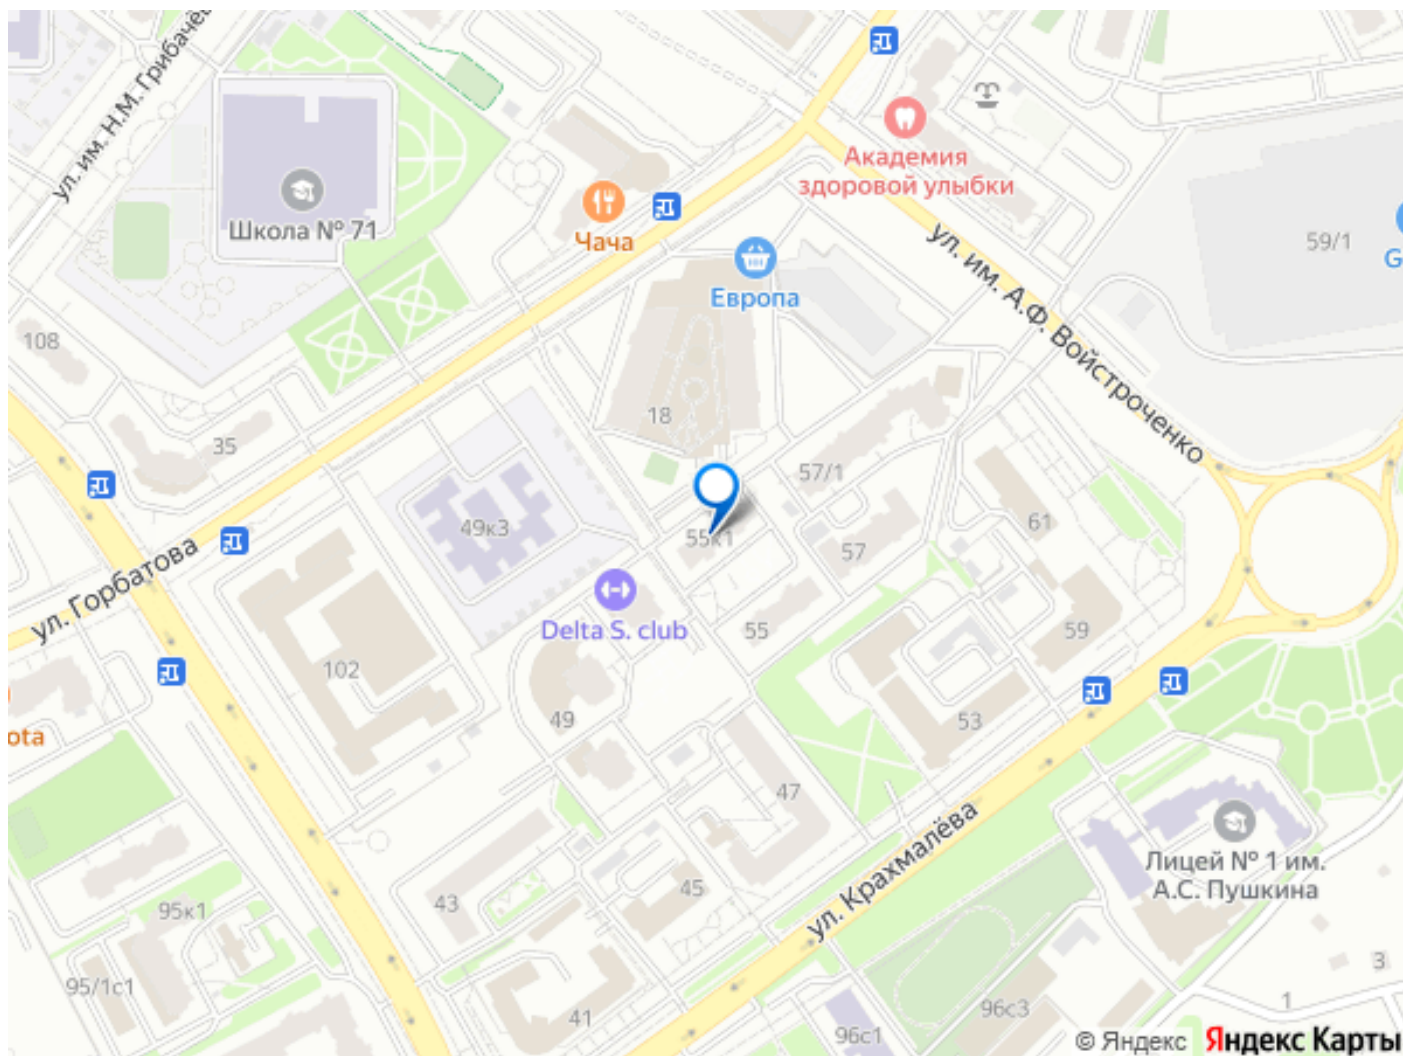 ул. им. Н.М. Грибачёв
Школа № 71
Чача
Академия
здоровой улыбки
Европа
59/1
G
ул. им. А.Ф. Войстроченко
108
35
18
57/1
49к3
55к1
57
61
ул. Горбатова
Delta S. club
55
59
102
49
53
ota
47
Лицей № 1 им.
А.С. Пушкина
ул. Крахмалёва
43
45
95к1
95/1с1
41
96с1
96с3
1
3
© Яндекс Яндекс Карты